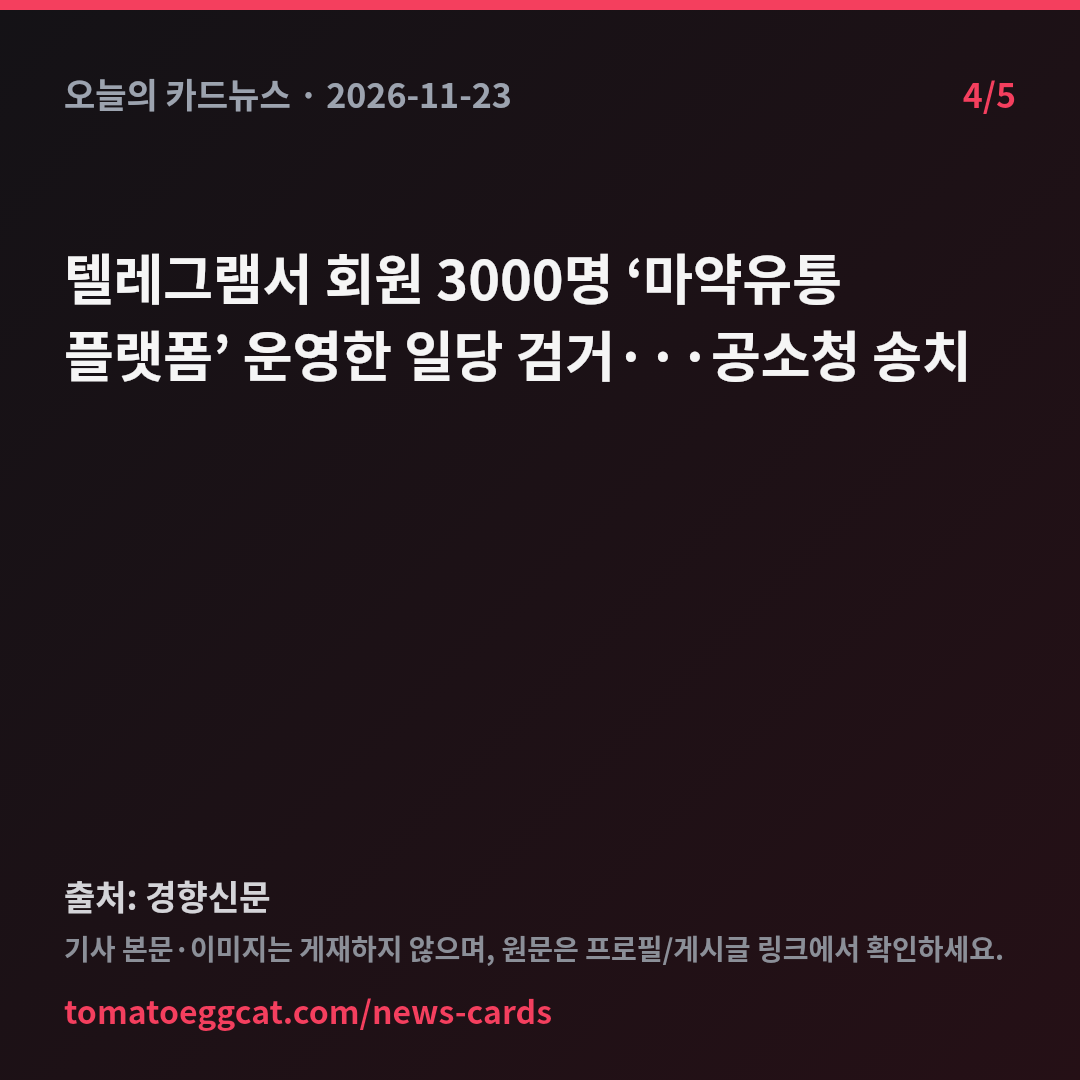 오늘의 카드뉴스 · 2026-11-23
4/5
텔레그램서 회원 3000명 ‘마약유통
플랫폼’ 운영한 일당 검거···공소청 송치
출처: 경향신문
기사 본문·이미지는 게재하지 않으며, 원문은 프로필/게시글 링크에서 확인하세요.
tomatoeggcat.com/news-cards